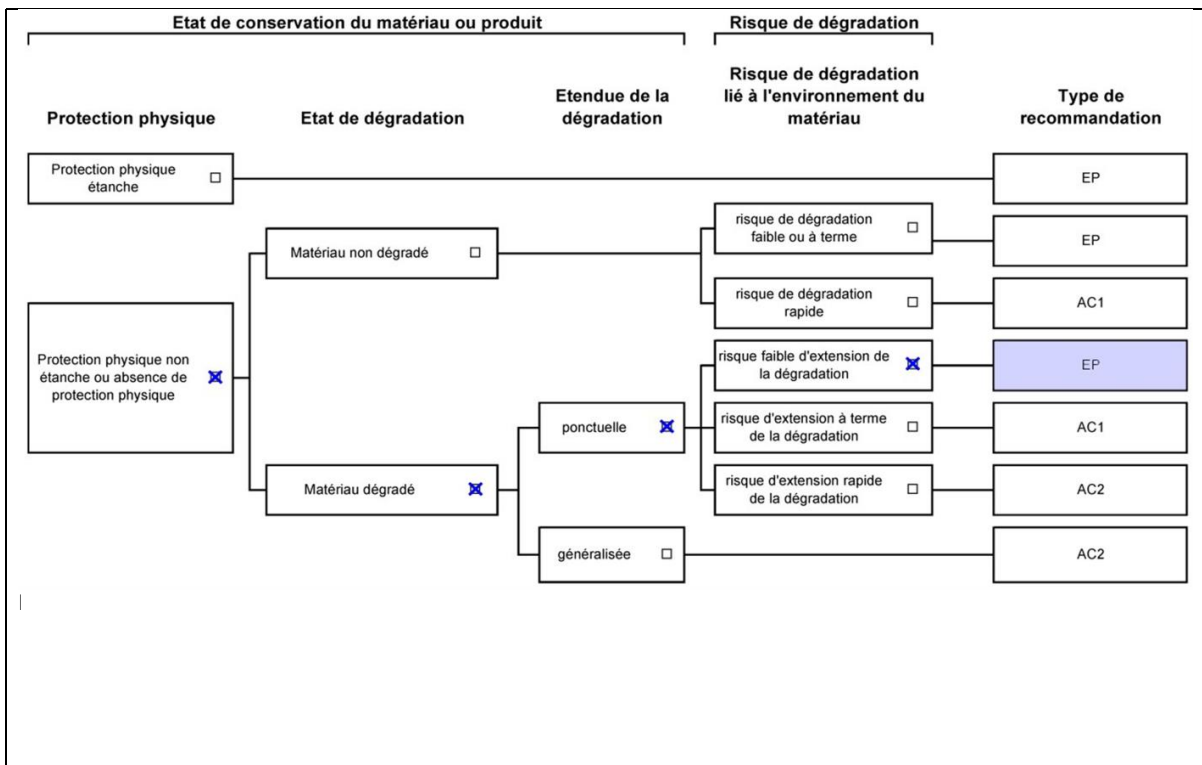 Etat de conservation du matériau ou produit
Risque de dégradation
Protection physique
Etat de dégradation
Etendue de la
dégradation
Risque de dégradation
lié à l'environnement du
matériau
Type de
recommandation
Protection physique
étanche
EP
risque de dégradation
faible ou à terme
EP
Matériau non dégradé
risque de dégradation
rapide
AC1
Protection physique non
étanche ou absence de
protection physique
risque faible d'extension de
la dégradation
EP
ponctuelle
risque d'extension à terme
de la dégradation
AC1
Matériau dégradé
risque d'extension rapide
de la dégradation
AC2
généralisée
AC2